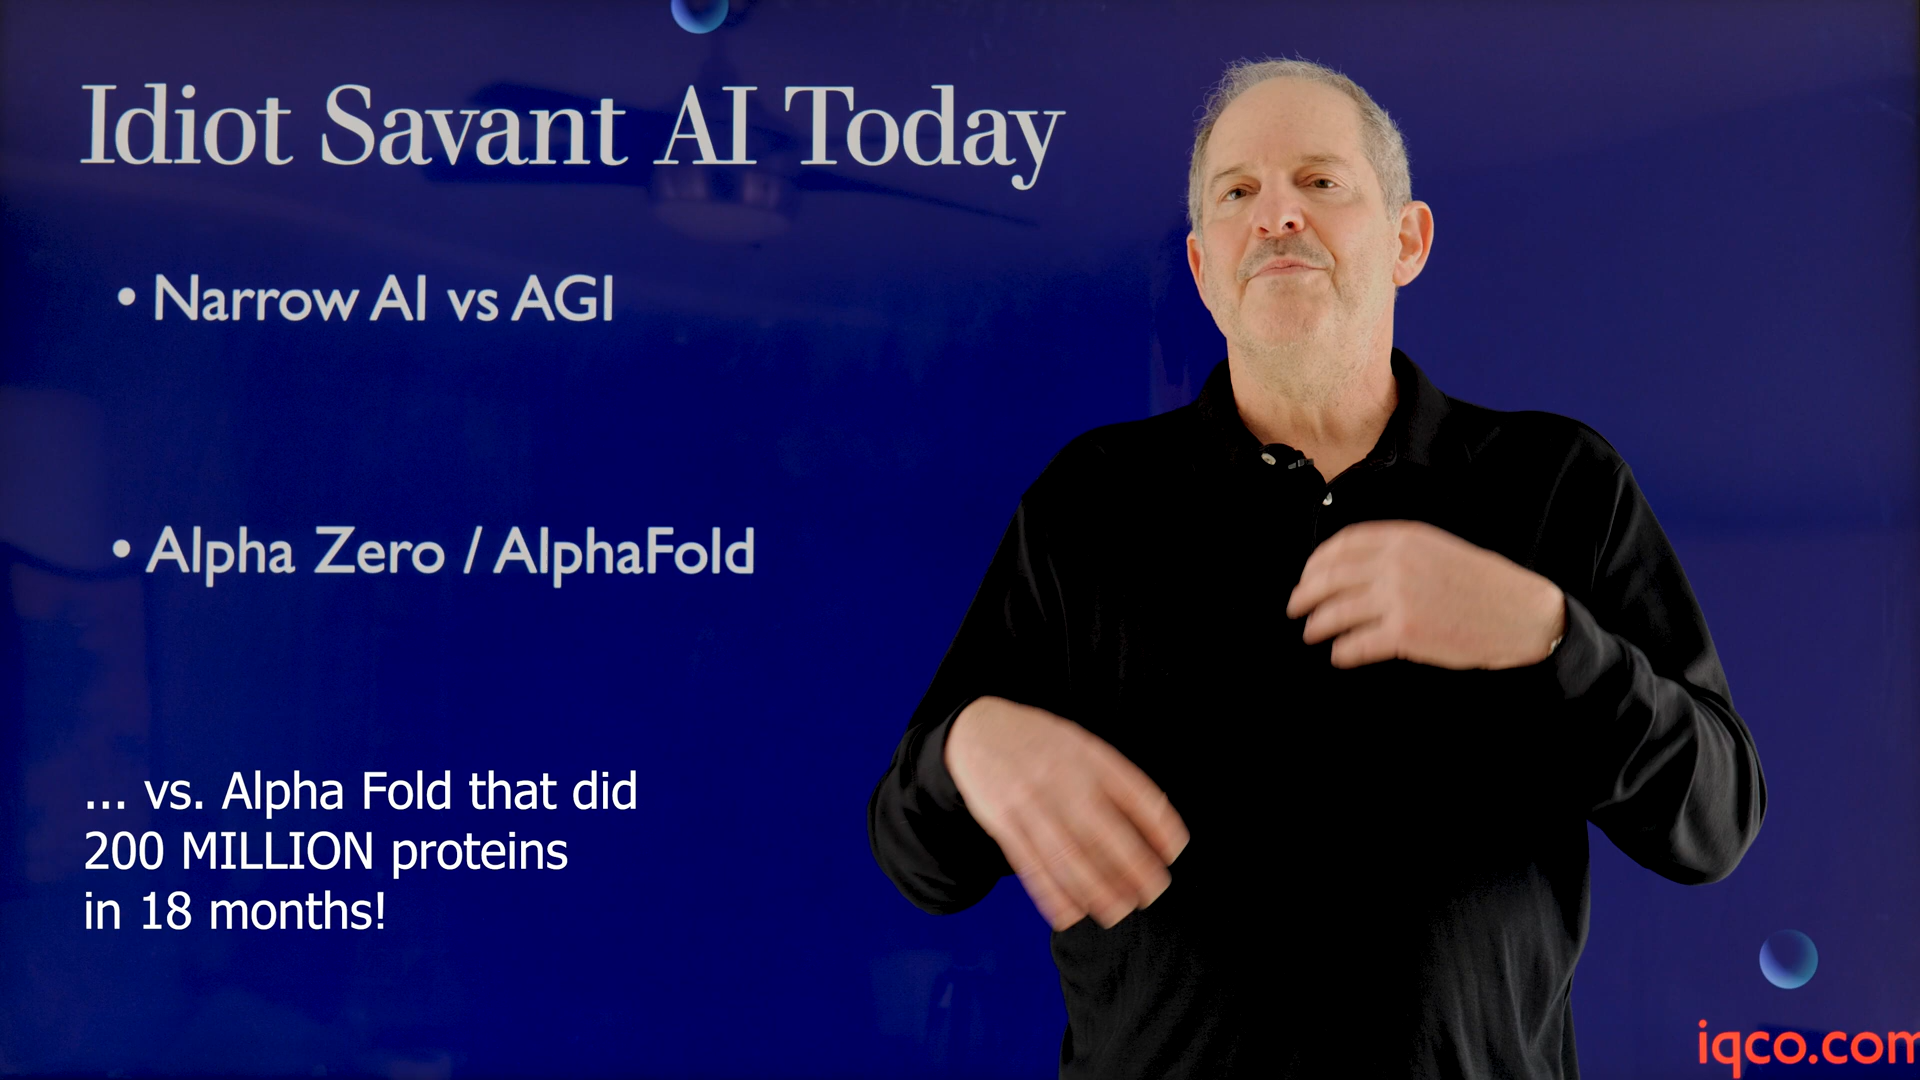 Idiot Savant AI Today
• Narrow AI vs AGI
• Alpha Zero / AlphaFold
... vs. Alpha Fold that did
200 MILLION proteins
in 18 months!
iqco.com